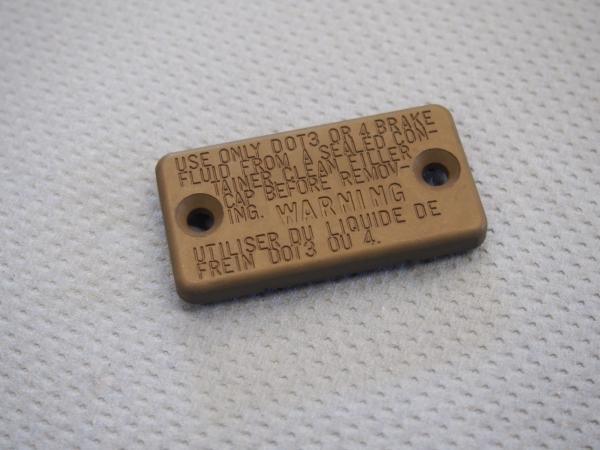 USE ONLY DOT3 OR 4 BRAKE
FLUID FROM A SEALED CON-
TAINER. CLEAN FILLER
CAP BEFORE REMOV-
ING. WARNING
UTILISER DU LIQUIDE DE
FREIN DOT3 OU 4.